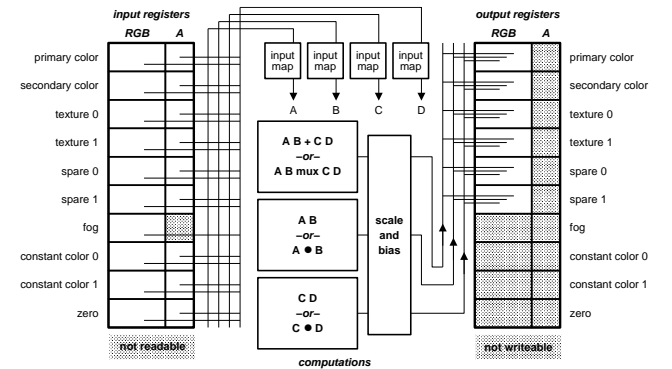 input registers
RGB A
primary color
secondary color
texture 0
texture 1
spare 0
spare 1
fog
constant color 0
constant color 1
zero
not readable
input map
input map
input map
input map
A B C D
A B + C D
–or–
A B mux C D
A B
–or–
A ● B
C D
–or–
C ● D
scale
and
bias
computations
output registers
RGB A
primary color
secondary color
texture 0
texture 1
spare 0
spare 1
fog
constant color 0
constant color 1
zero
not writeable